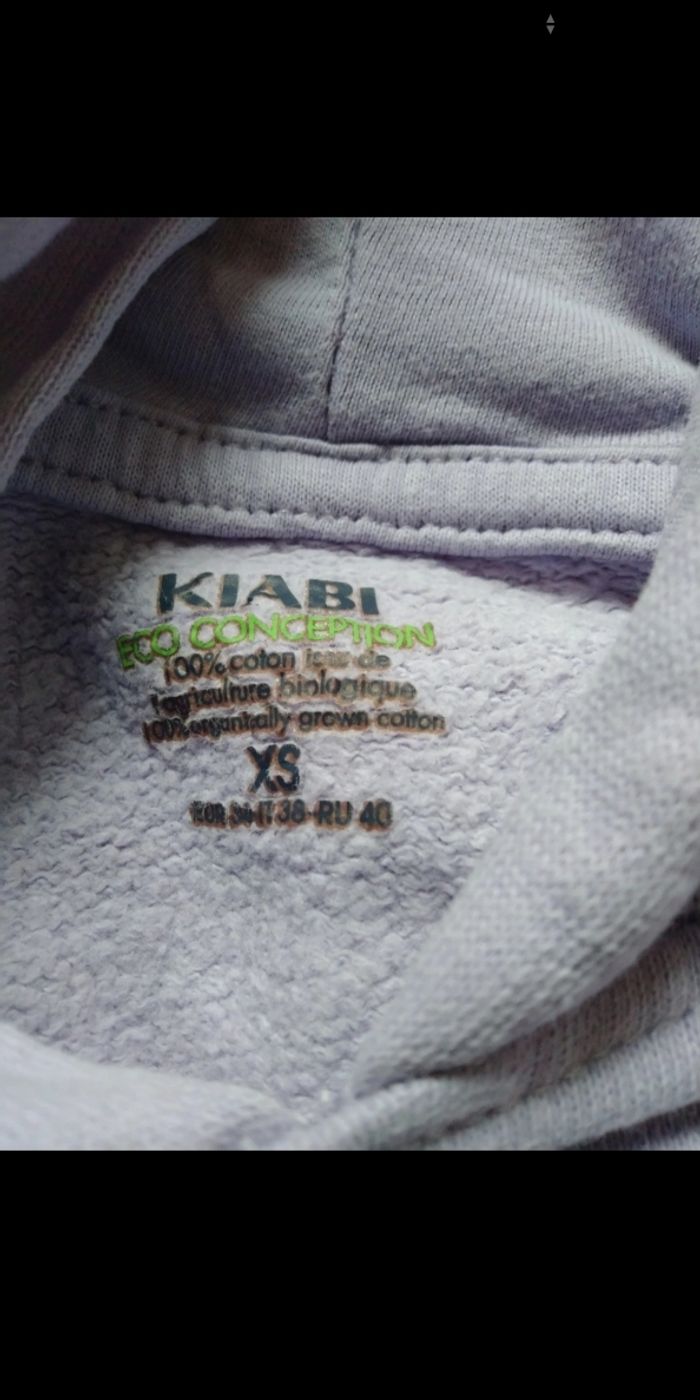 KIABI
ECO CONCEPTION
100% coton issu de
l'agriculture biologique
100% organically grown cotton
XS
EUR 34-IT 38-RU 40